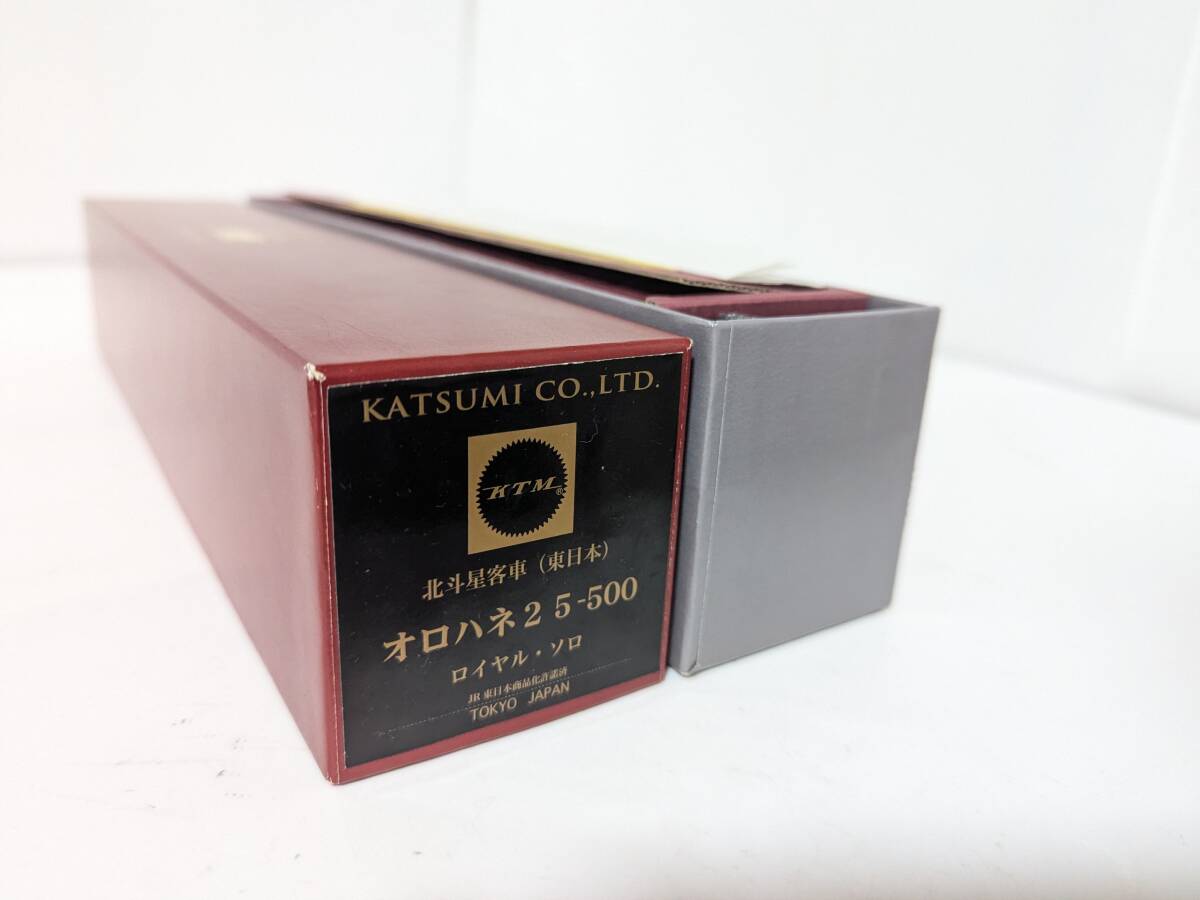 KATSUMI CO.,LTD.
KTM®
北斗星客車（東日本）
オロハネ２５-500
ロイヤル・ソロ
JR東日本商品化許諾済
TOKYO JAPAN